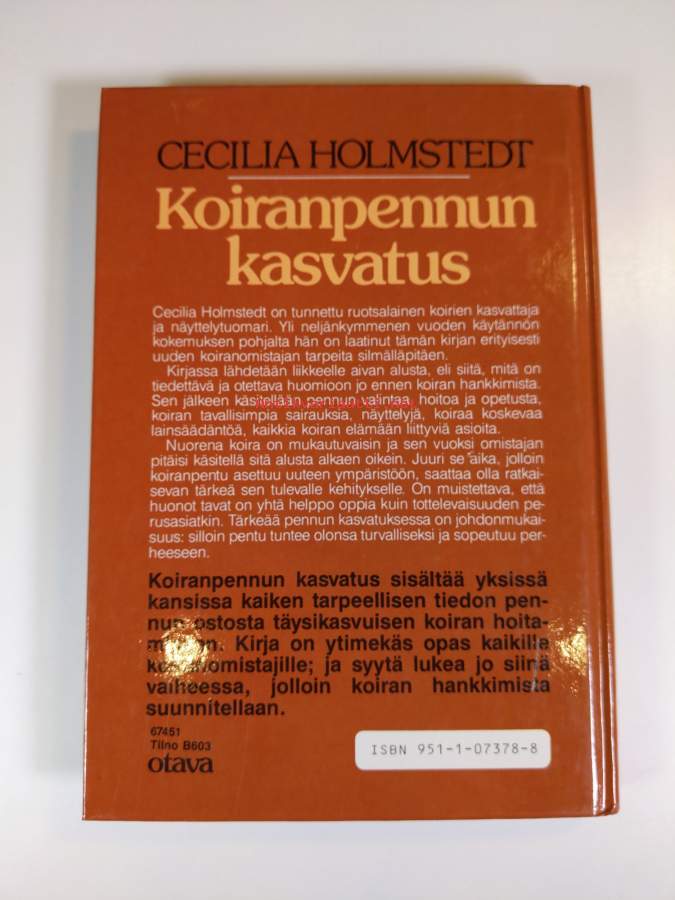 CECILIA HOLMSTEDT
Koiranpennun
kasvatus
Cecilia Holmstedt on tunnettu ruotsalainen koirien kasvattaja
ja näyttelytuomari. Yli neljänkymmenen vuoden käytännön
kokemuksen pohjalta hän on laatinut tämän kirjan erityisesti
uuden koiranomistajan tarpeita silmälläpitäen.
Kirjassa lähdetään liikkeelle aivan alusta, eli siitä, mitä on
tiedettävä ja otettava huomioon jo ennen koiran hankkimista.
Sen jälkeen käsitellään pennun valintaa, hoitoa ja opetusta,
koiran tavallisimpia sairauksia, näyttelyjä, koiraa koskevaa
lainsäädäntöä, kaikkia koiran elämään liittyviä asioita.
Nuorena koira on mukautuvaisin ja sen vuoksi omistajan
pitäisi käsitellä sitä alusta alkaen oikein. Juuri se aika, jolloin
koiranpentu asettuu uuteen ympäristöön, saattaa olla ratkai-
sevan tärkeä sen tulevalle kehitykselle. On muistettava, että
huonot tavat on yhtä helppo oppia kuin tottelevaisuuden pe-
rusasiatkin. Tärkeää pennun kasvatuksessa on johdonmukai-
suus: silloin pentu tuntee olonsa turvalliseksi ja sopeutuu per-
heeseen.
Koiranpennun kasvatus sisältää yksissä
kansissa kaiken tarpeellisen tiedon pen-
nun ostosta täysikasvuisen koiran hoita-
Kirja on ytimekäs opas kaikille
koiranomistajille; ja syytä lukea jo siinä
vaiheessa, jolloin koiran hankkimista
suunnitellaan.
67451
Tilno B603
otava
ISBN 951-1-07378-8